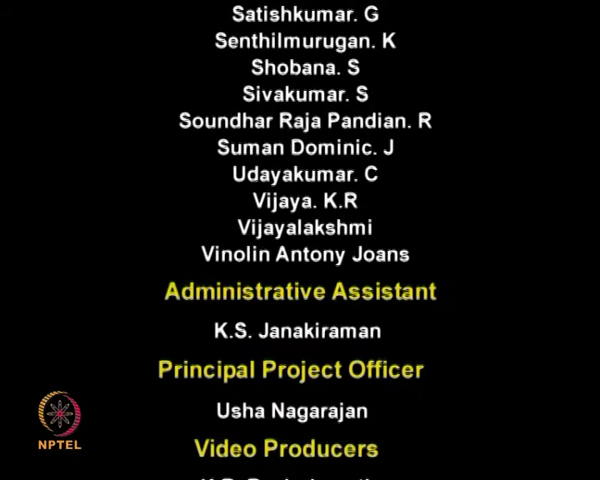 Satishkumar. G
Senthilmurugan. K
Shobana. S
Sivakumar. S
Soundhar Raja Pandian. R
Suman Dominic. J
Udayakumar. C
Vijaya. K.R
Vijayalakshmi
Vinolin Antony Joans
Administrative Assistant
K.S. Janakiraman
Principal Project Officer
Usha Nagarajan
NPTEL
Video Producers